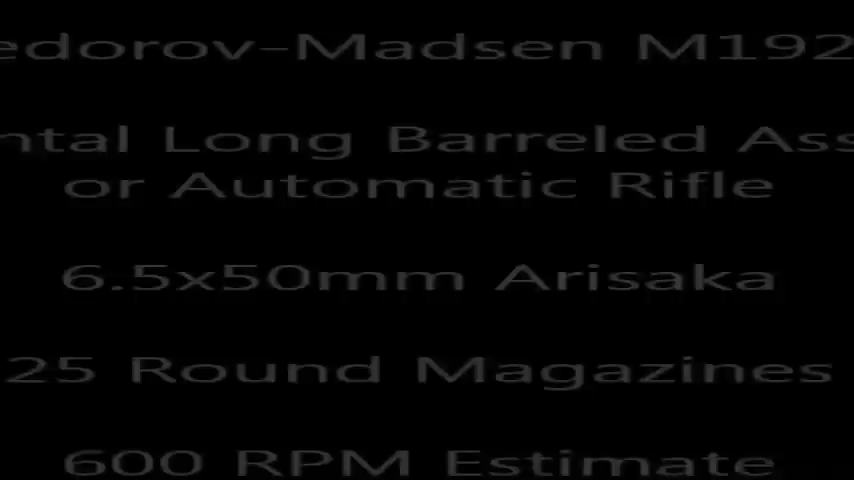 edorov-Madsen M192
ntal Long Barreled Ass
or Automatic Rifle
6.5x50mm Arisaka
25 Round Magazines
600 RPM Estimate